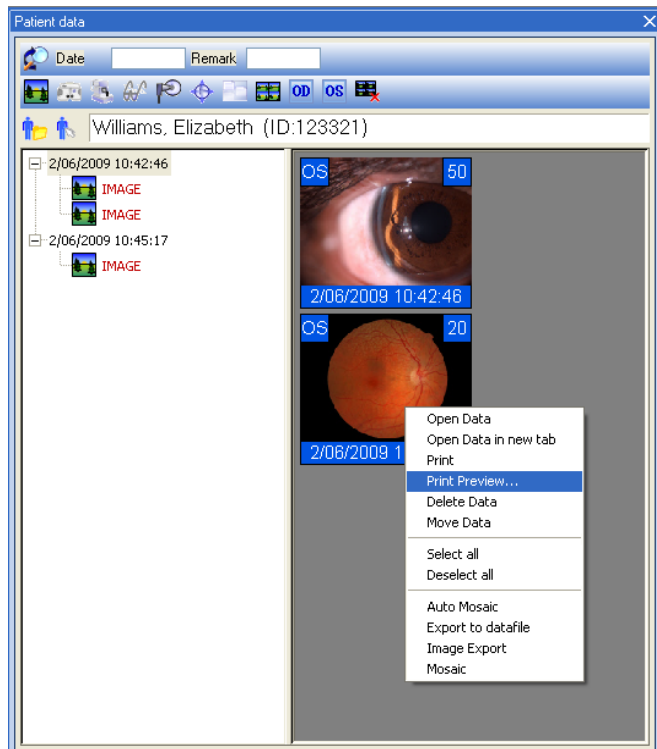 Patient data
Date Remark
OD OS
Williams, Elizabeth (ID:123321)
2/06/2009 10:42:46
IMAGE
IMAGE
2/06/2009 10:45:17
IMAGE
OS 50
2/06/2009 10:42:46
OS 20
2/06/2009 1
Open Data
Open Data in new tab
Print
Print Preview...
Delete Data
Move Data
Select all
Deselect all
Auto Mosaic
Export to datafile
Image Export
Mosaic